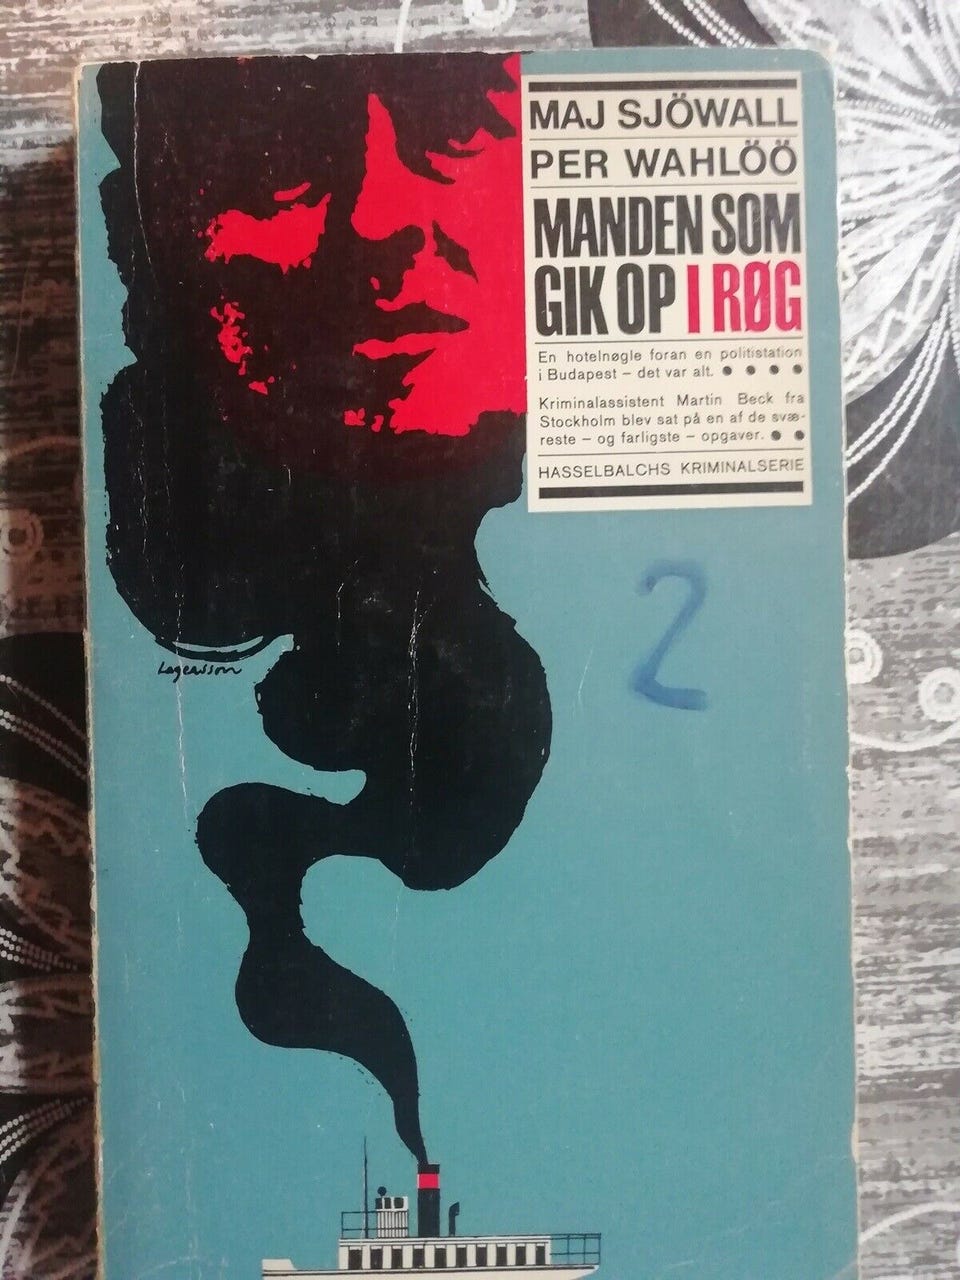 MAJ SJÖWALL
PER WAHLÖÖ
MANDEN SOM
GIK OP I RØG
En hotelnøgle foran en politistation
i Budapest – det var alt. ● ● ● ●
Kriminalassistent Martin Beck fra
Stockholm blev sat på en af de svæ-
reste – og farligste – opgaver. ● ●
HASSELBALCHS KRIMINALSERIE
2